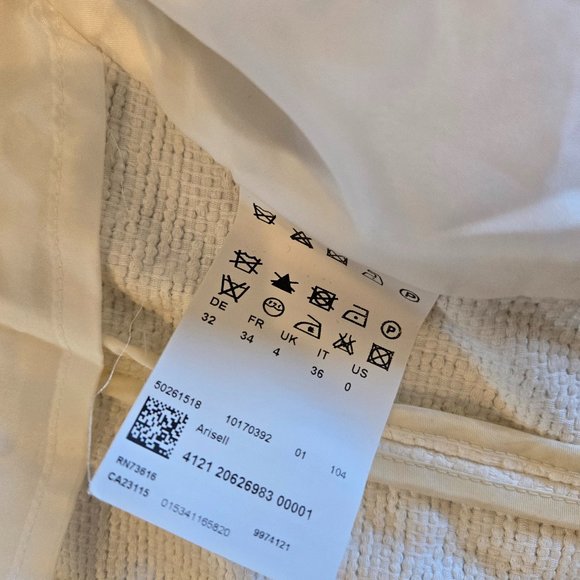 P
P
DE FR UK IT US
32 34 4 36 0
50261518 10170392 01 104
Arisell
4121 20626983 00001
RN73616
CA23115 015341165820 9974121